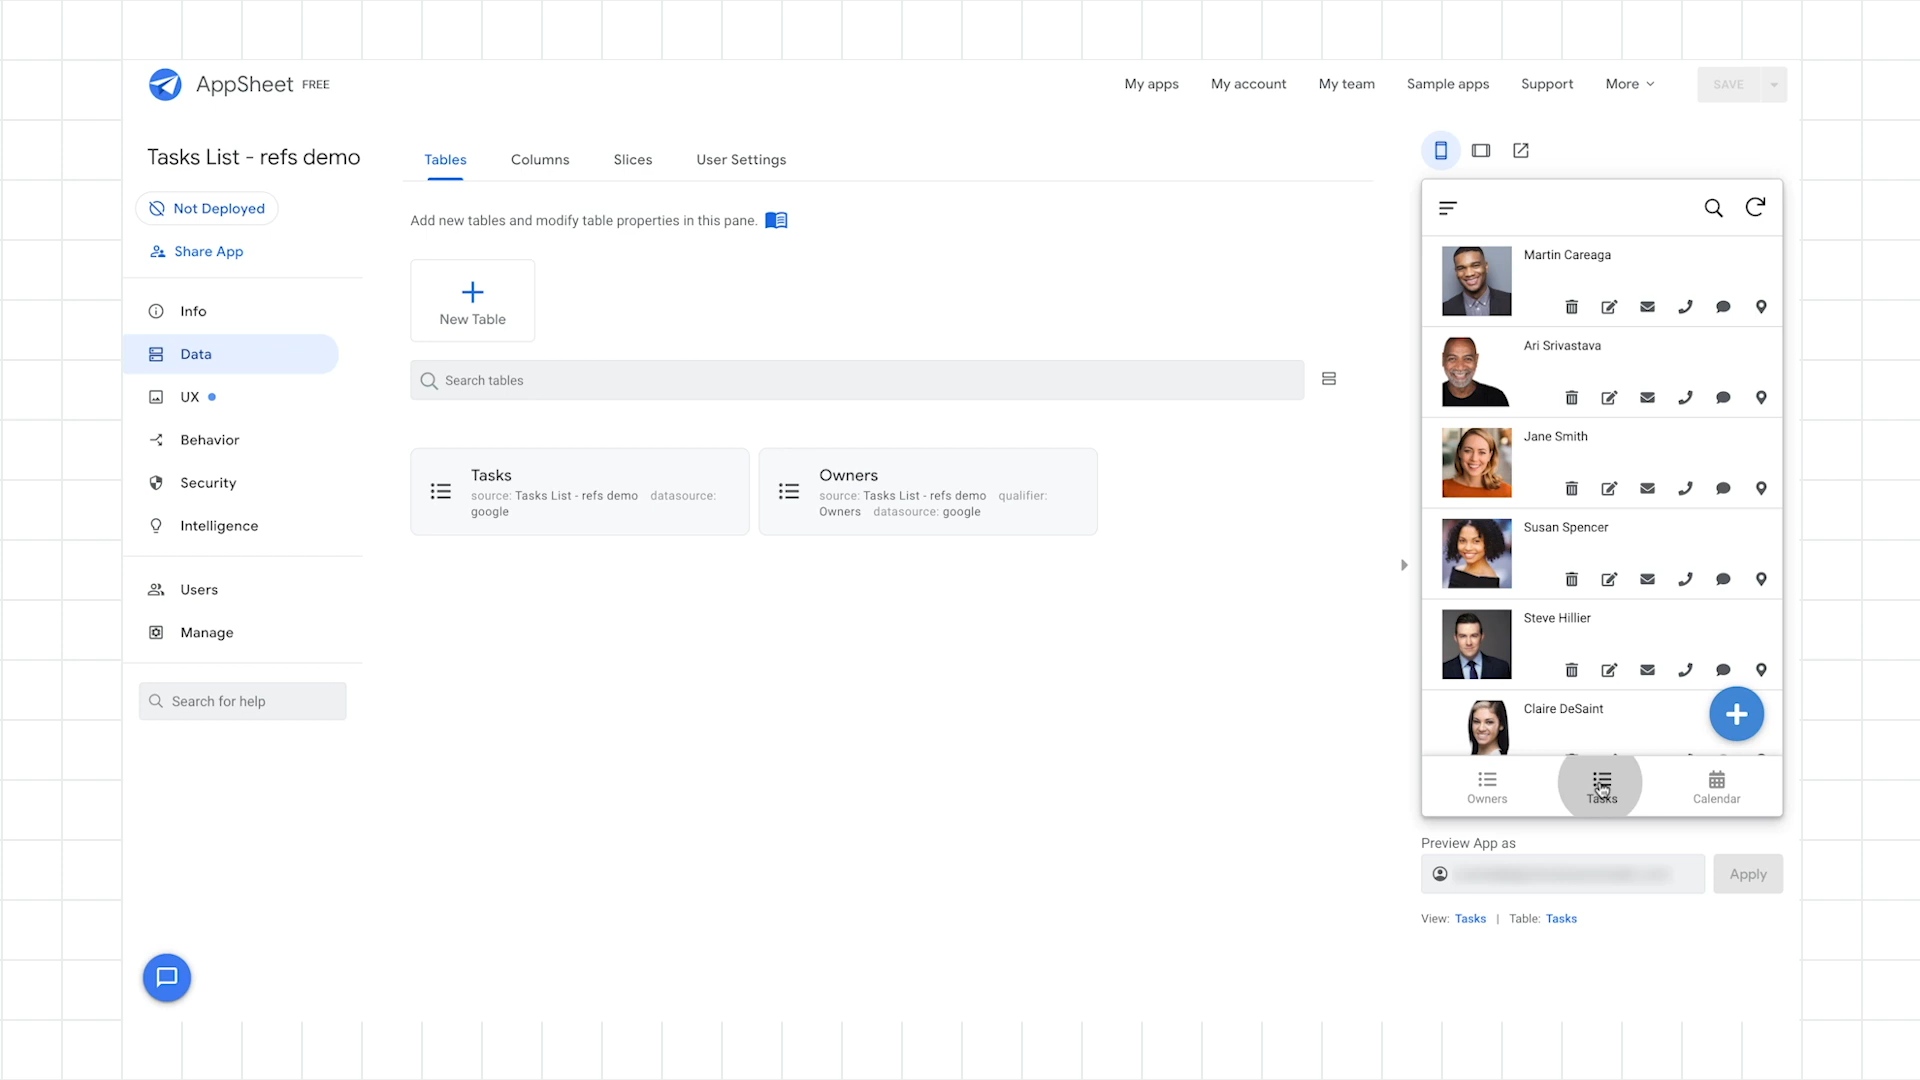 AppSheet FREE
My apps
My account
My team
Sample apps
Support
More
SAVE
Tasks List - refs demo
Not Deployed
Share App
Info
Data
UX
Behavior
Security
Intelligence
Users
Manage
Search for help
Tables
Columns
Slices
User Settings
Add new tables and modify table properties in this pane.
New Table
Search tables
Tasks
source: Tasks List - refs demo datasource:
google
Owners
source: Tasks List - refs demo qualifier:
Owners datasource: google
Martin Careaga
Ari Srivastava
Jane Smith
Susan Spencer
Steve Hillier
Claire DeSaint
Owners
Tasks
Calendar
Preview App as
Apply
View: Tasks | Table: Tasks